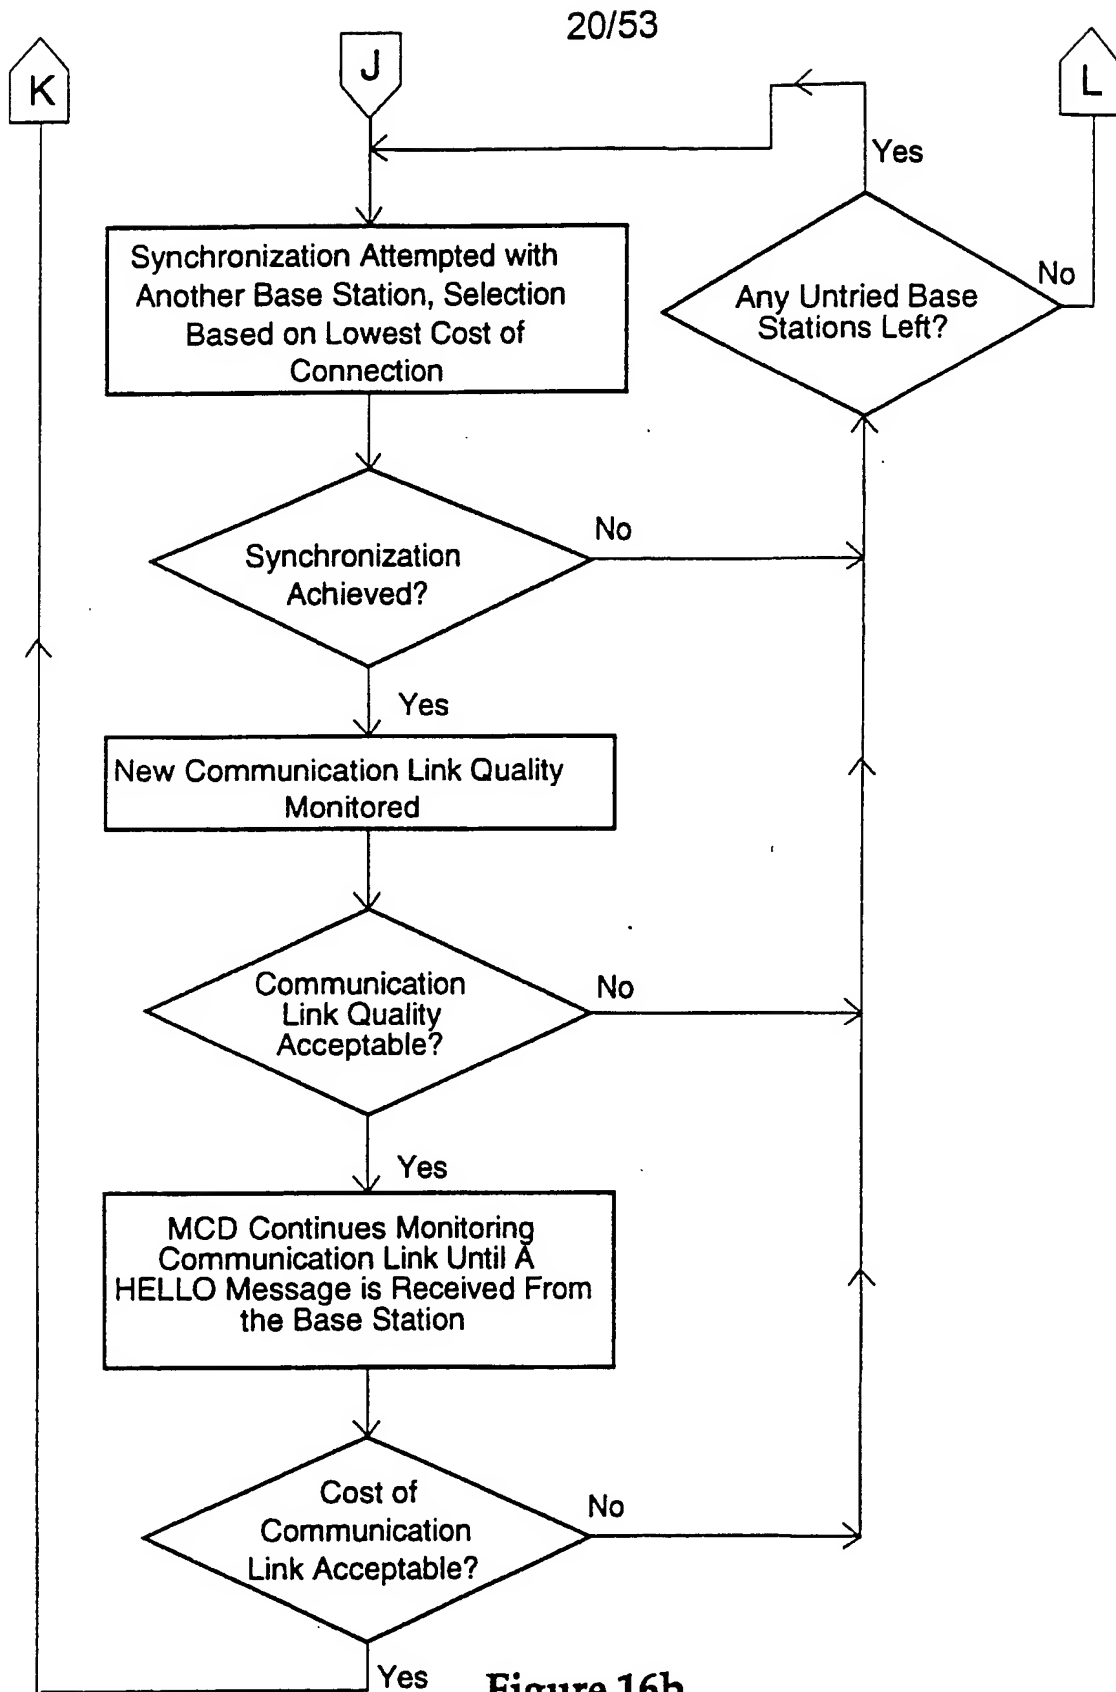 20/53
K
J
L
Yes
Synchronization Attempted with
Another Base Station, Selection
Based on Lowest Cost of
Connection
Any Untried Base
Stations Left?
No
Synchronization
Achieved?
No
Yes
New Communication Link Quality
Monitored
Communication
Link Quality
Acceptable?
No
Yes
MCD Continues Monitoring
Communication Link Until A
HELLO Message is Received From
the Base Station
Cost of
Communication
Link Acceptable?
No
Yes
Figure 16b